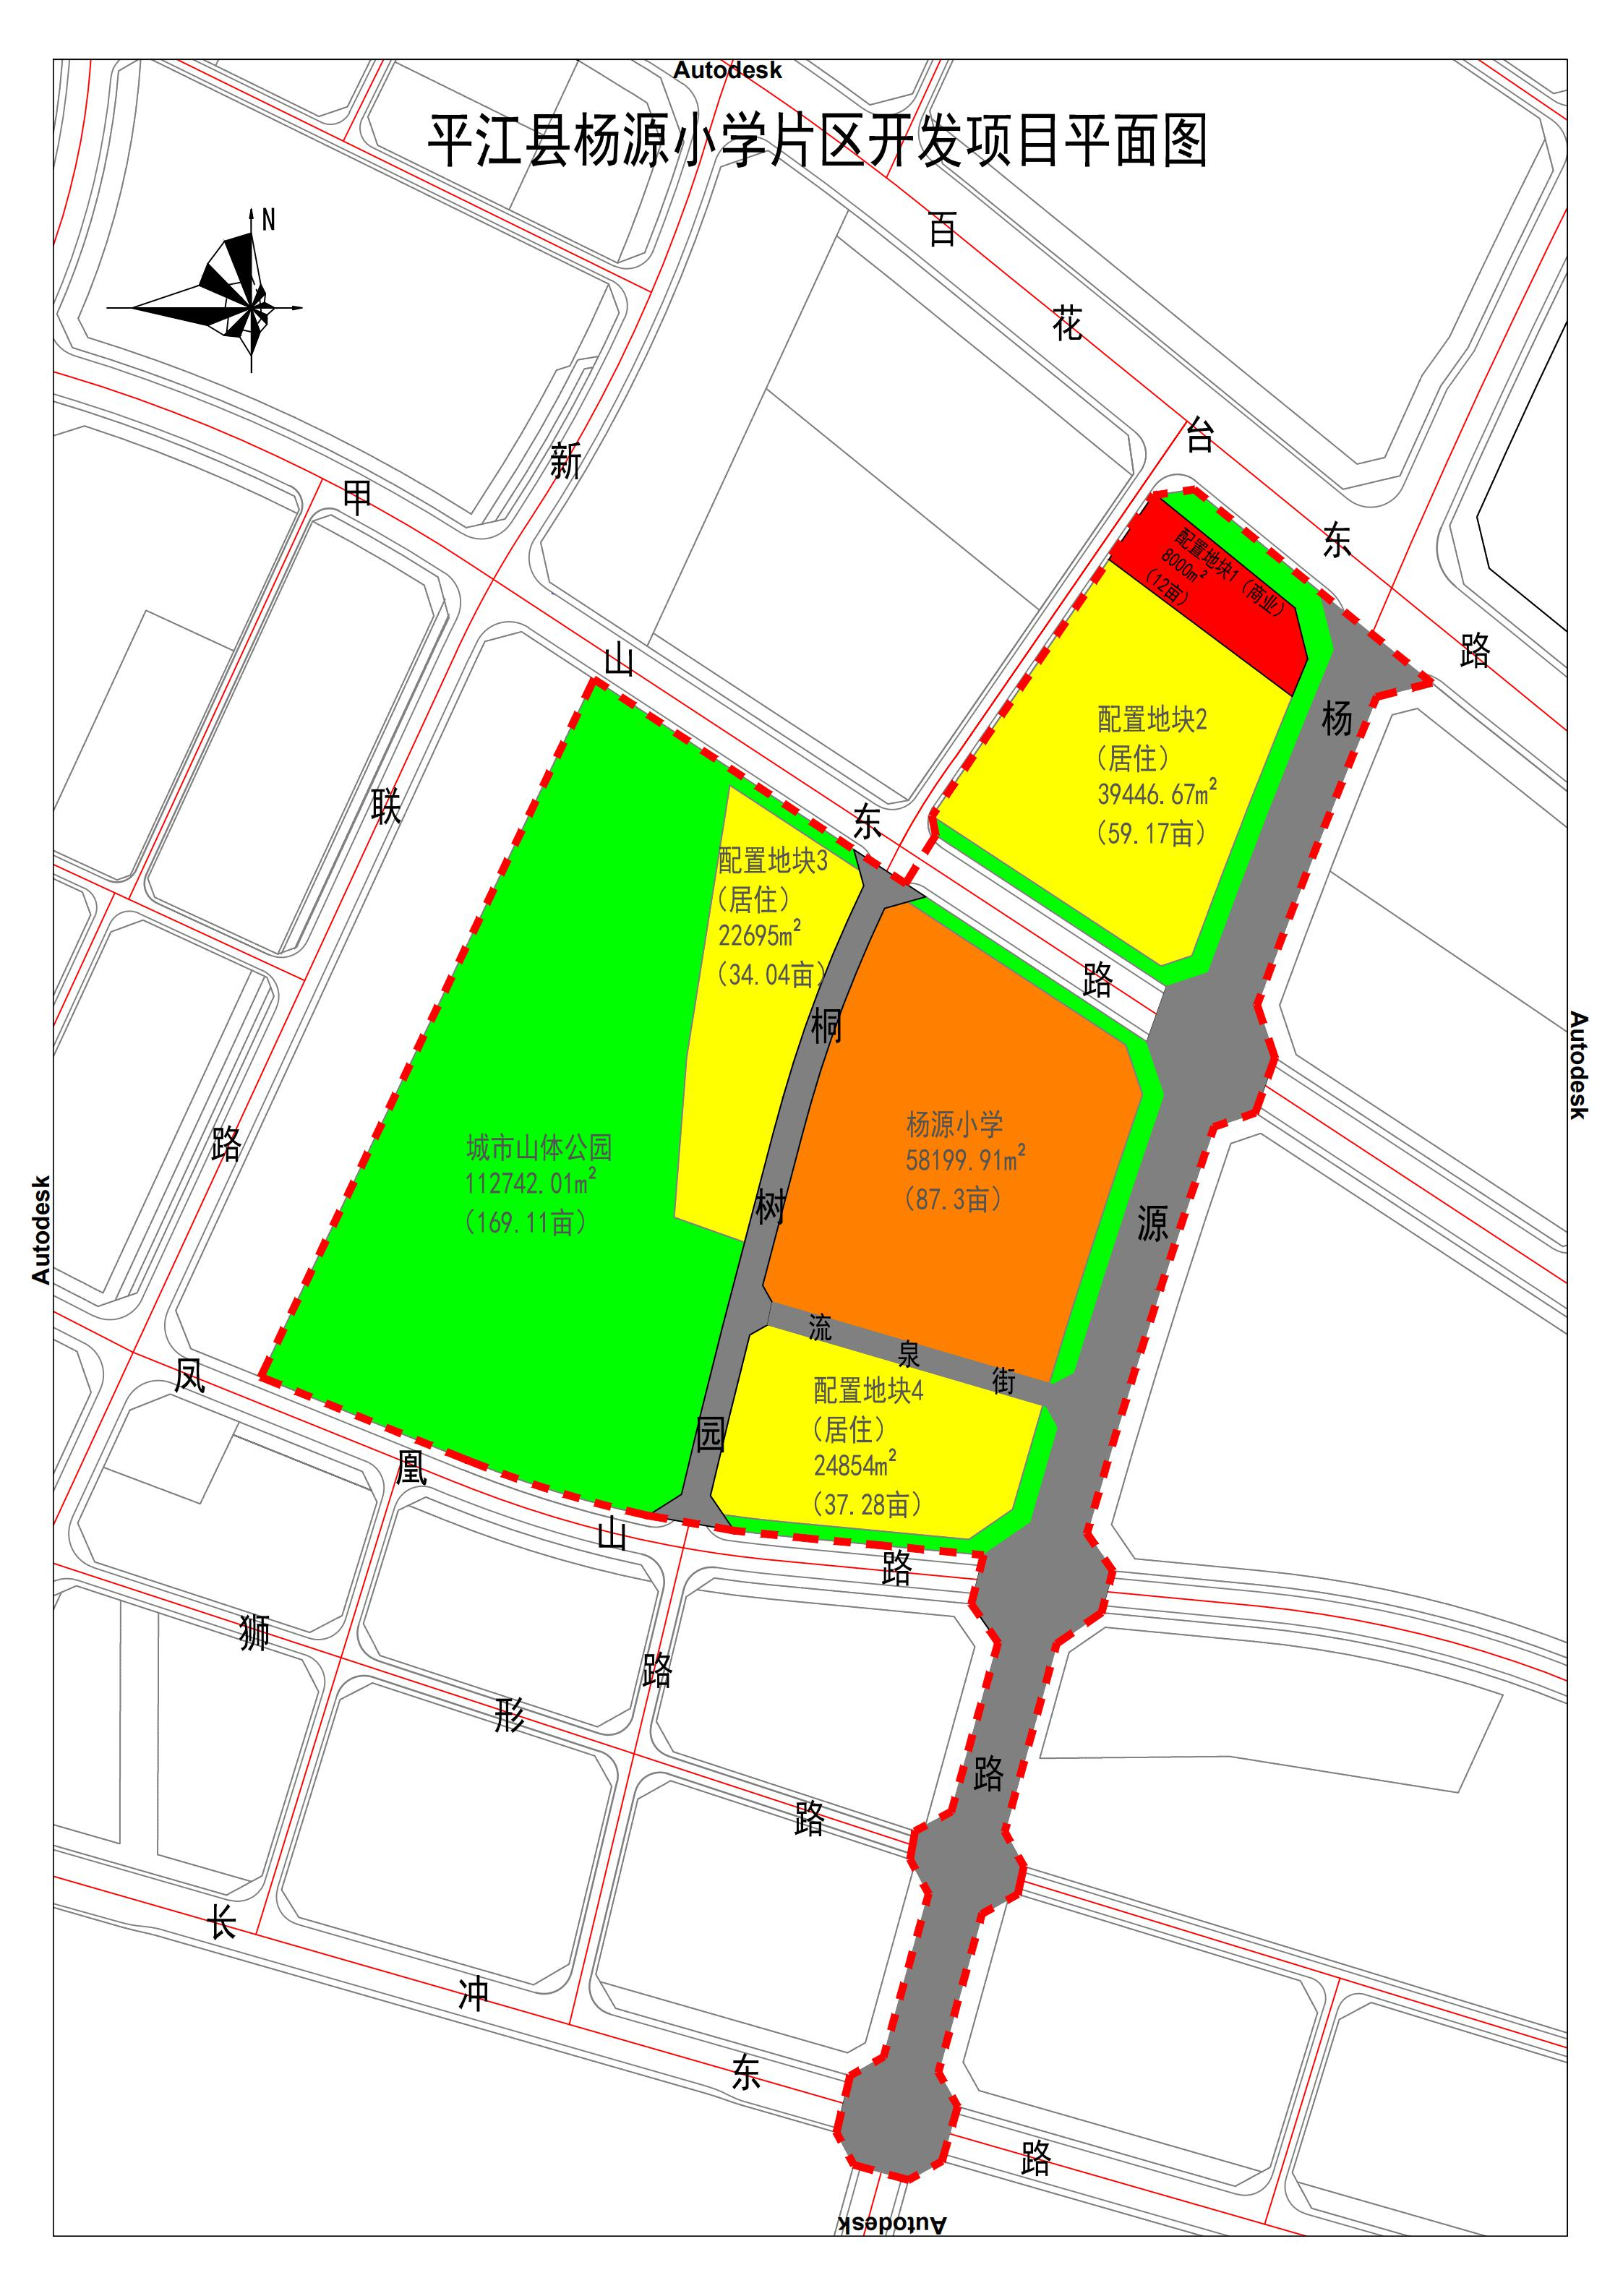 Autodesk
平江县杨源小学片区开发项目平面图
N
百
花
台
东
路
新
联
路
甲
山
东
路
配置地块1（商业）
8000m²
（12亩）
配置地块2
（居住）
39446.67m²
（59.17亩）
配置地块3
（居住）
22695m²
（34.04亩）
城市山体公园
112742.01m²
（169.11亩）
杨源小学
58199.91m²
（87.3亩）
配置地块4
（居住）
24854m²
（37.28亩）
杨
源
路
桐
树
园
路
流
泉
街
凤
凰
山
路
狮
形
路
长
冲
东
路
Autodesk
Autodesk
Autodesk